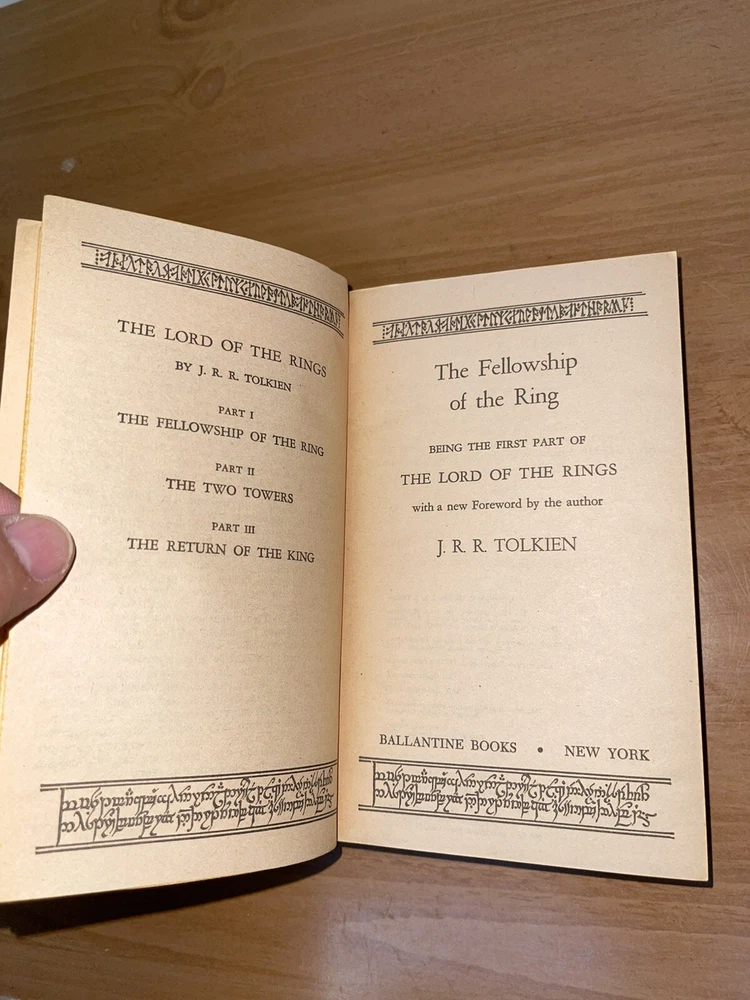 THE LORD OF THE RINGS
BY J. R. R. TOLKIEN
PART I
THE FELLOWSHIP OF THE RING
PART II
THE TWO TOWERS
PART III
THE RETURN OF THE KING
The Fellowship
of the Ring
BEING THE FIRST PART OF
THE LORD OF THE RINGS
with a new Foreword by the author
J. R. R. TOLKIEN
BALLANTINE BOOKS • NEW YORK